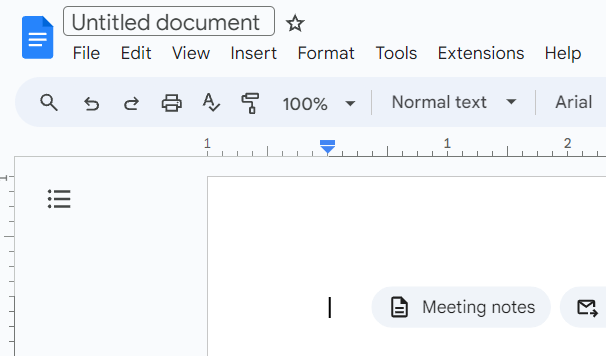 Untitled document
File Edit View Insert Format Tools Extensions Help
100% Normal text Arial
1 1 2
1
Meeting notes